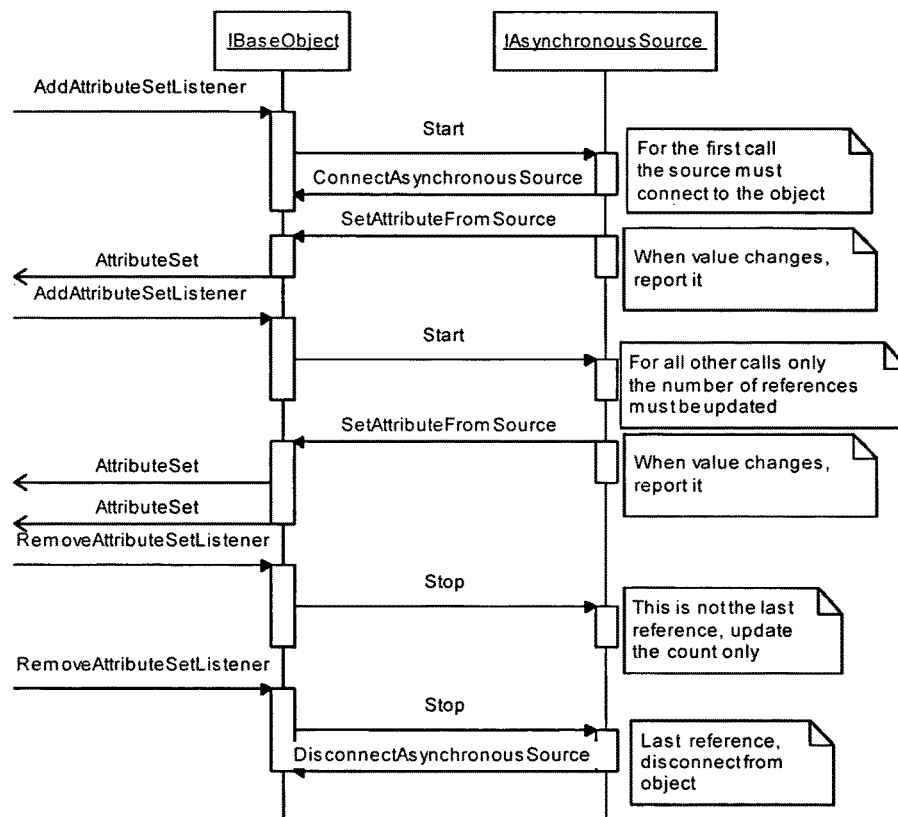 IBaseObject
IAsynchronousSource
AddAttributeSetListener
Start
For the first call
the source must
connect to the object
ConnectAsynchronousSource
SetAttributeFromSource
When value changes,
report it
AttributeSet
AddAttributeSetListener
Start
For all other calls only
the number of references
must be updated
SetAttributeFromSource
When value changes,
report it
AttributeSet
AttributeSet
RemoveAttributeSetListener
Stop
This is not the last
reference, update
the count only
RemoveAttributeSetListener
Stop
Last reference,
disconnect from
object
DisconnectAsynchronousSource